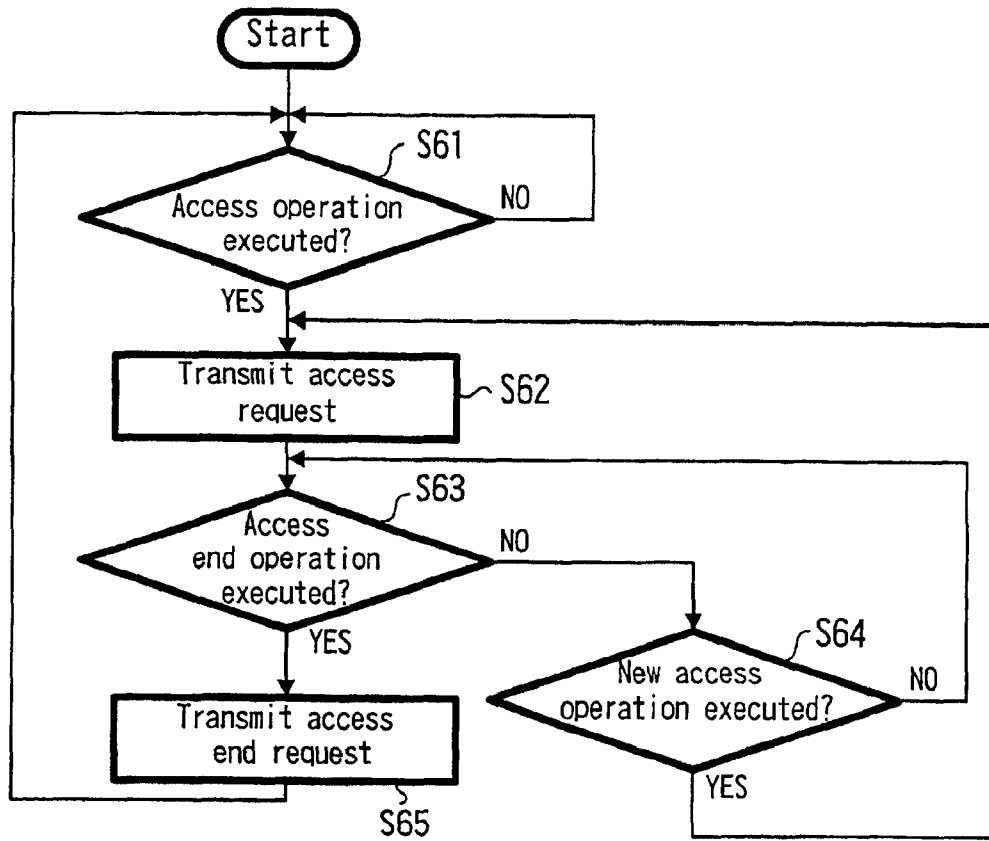 Start
S61
Access operation
executed?
NO
YES
Transmit access
request
S62
S63
Access
end operation
executed?
NO
YES
S64
New access
operation executed?
NO
YES
Transmit access
end request
S65